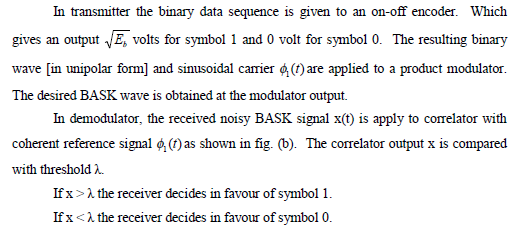 In transmitter the binary data sequence is given to an on-off encoder. Which
gives an output √E_b volts for symbol 1 and 0 volt for symbol 0. The resulting binary
wave [in unipolar form] and sinusoidal carrier ϕ₁(t) are applied to a product modulator.
The desired BASK wave is obtained at the modulator output.
In demodulator, the received noisy BASK signal x(t) is apply to correlator with
coherent reference signal ϕ₁(t) as shown in fig. (b). The correlator output x is compared
with threshold λ.
If x > λ the receiver decides in favour of symbol 1.
If x < λ the receiver decides in favour of symbol 0.